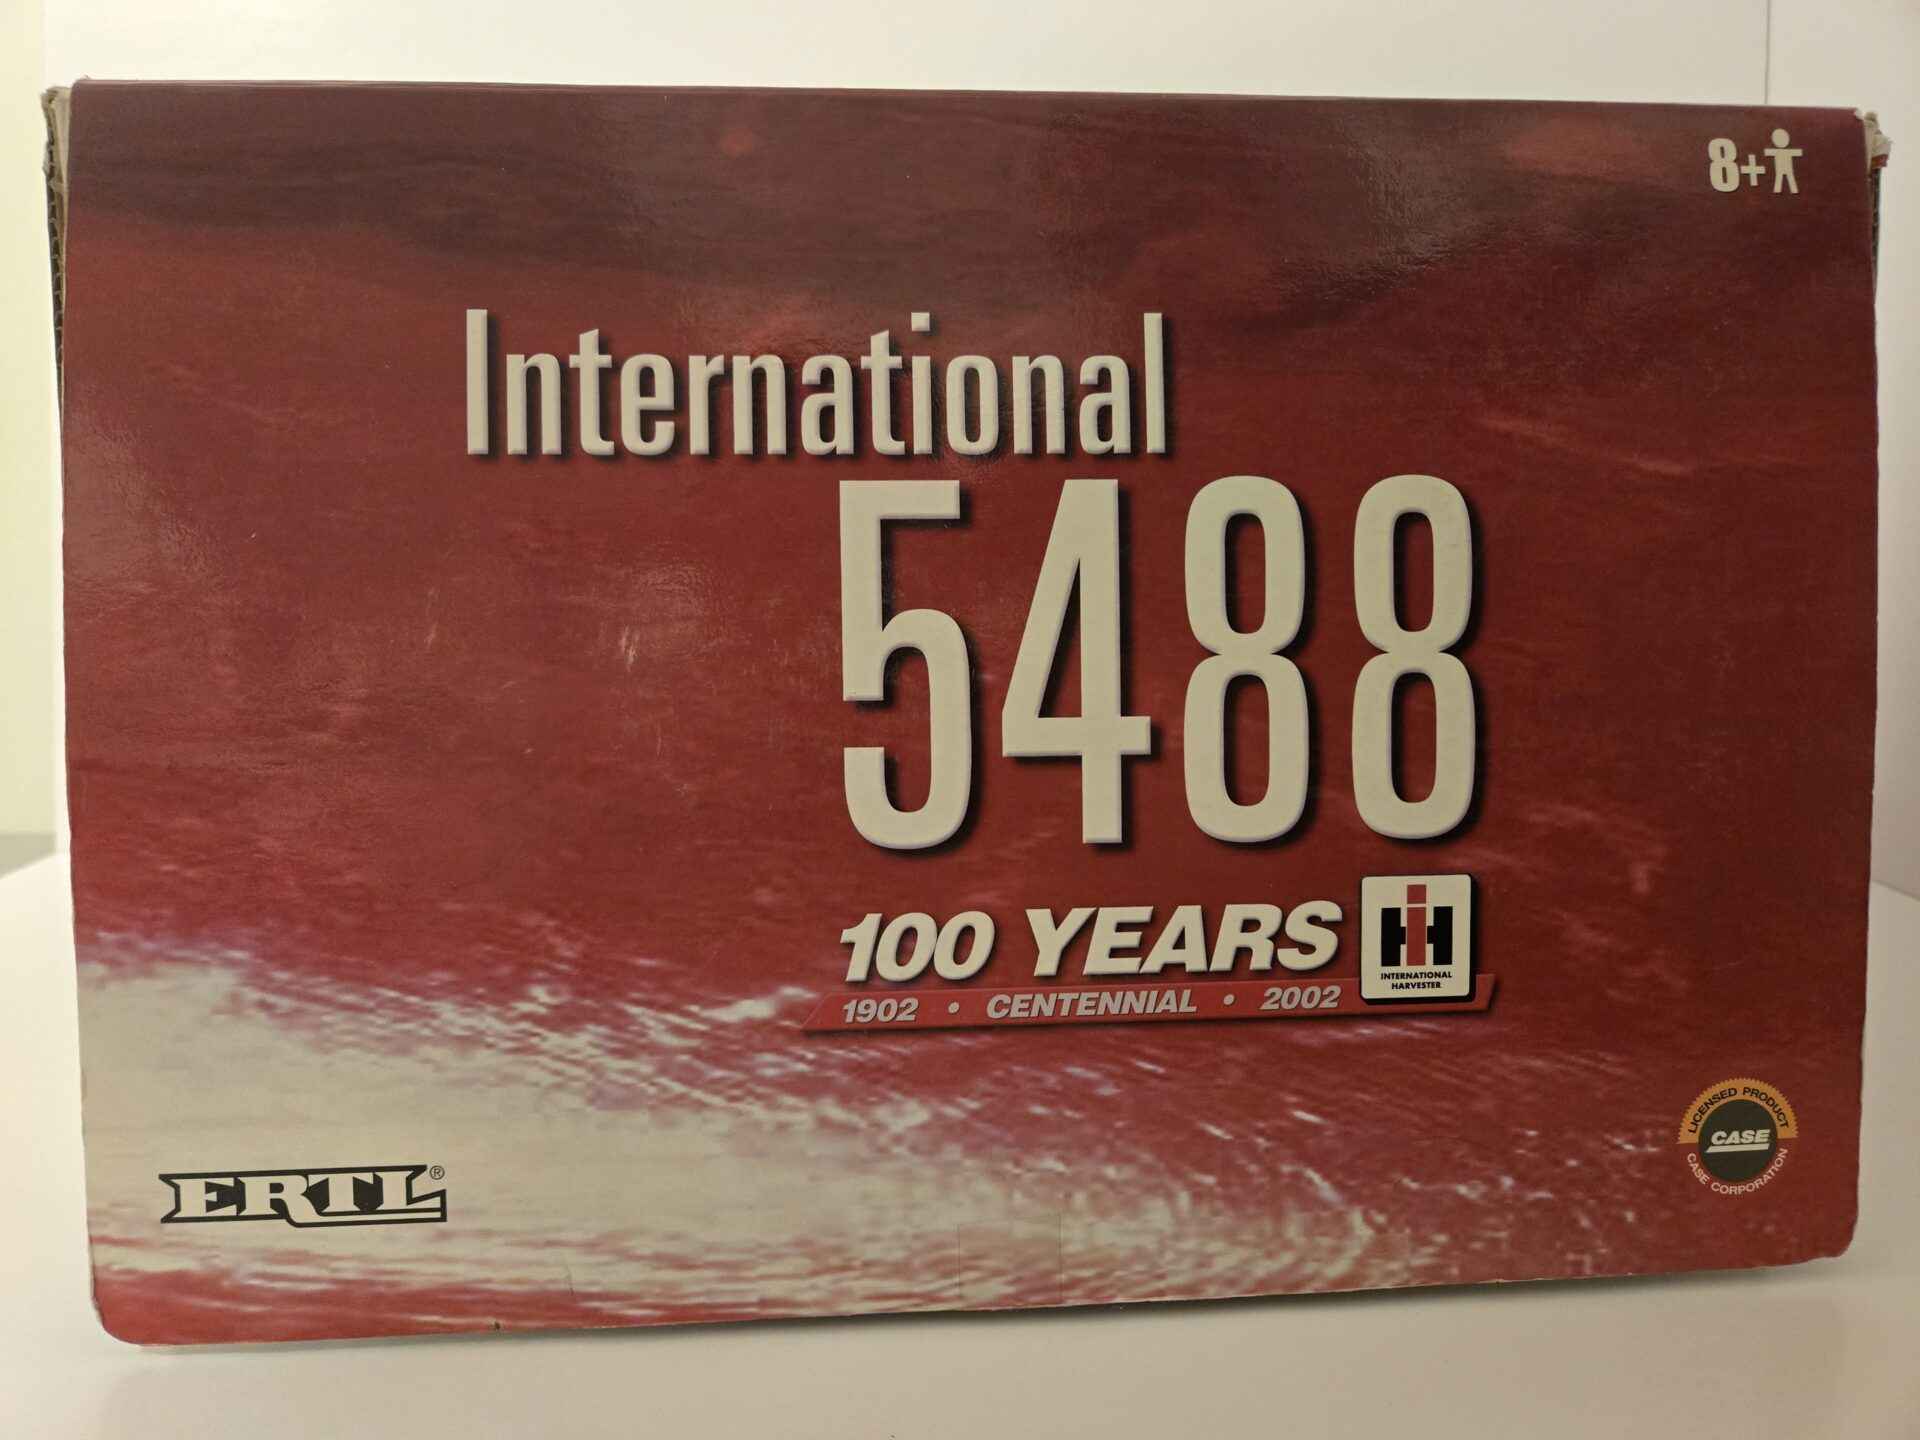 8+
International
5488
100 YEARS
1902 • CENTENNIAL • 2002
INTERNATIONAL
HARVESTER
LICENSED PRODUCT
CASE
CASE CORPORATION
ERTL®